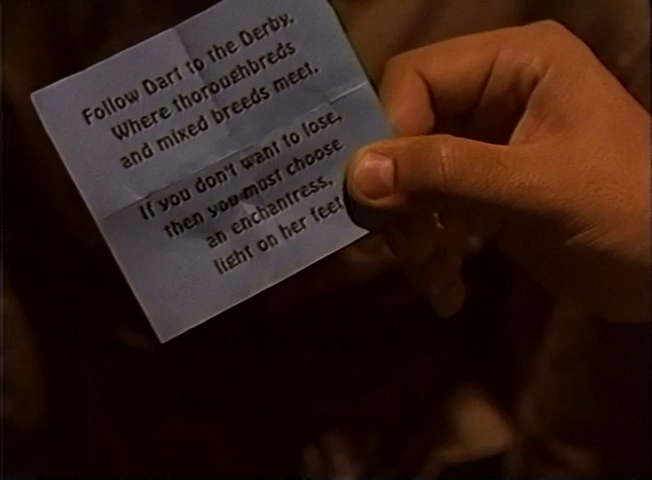 Follow Dart to the Derby,
Where thoroughbreds
and mixed breeds meet.
If you don't want to lose,
then you must choose
an enchantress,
light on her feet